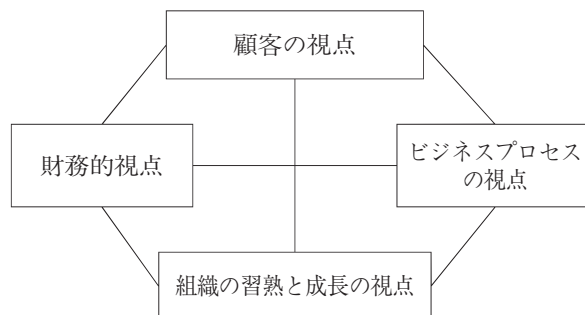 顧客の視点
財務的視点
ビジネスプロセス
の視点
組織の習熟と成長の視点